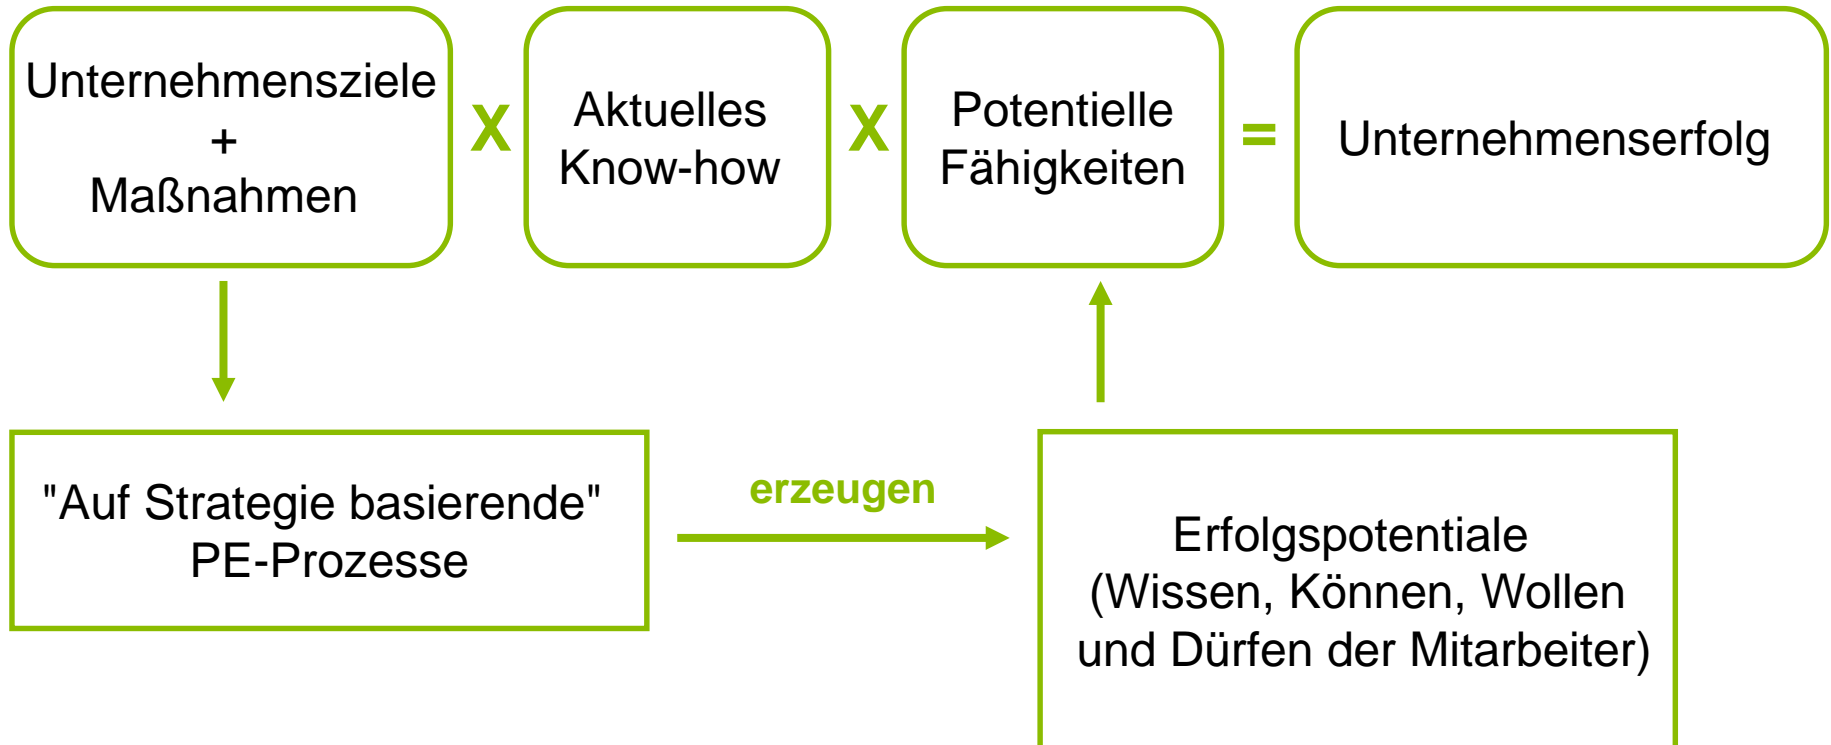 Unternehmensziele
+
Maßnahmen
X
Aktuelles
Know-how
X
Potentielle
Fähigkeiten
=
Unternehmenserfolg
"Auf Strategie basierende"
PE-Prozesse
erzeugen
Erfolgspotentiale
(Wissen, Können, Wollen
und Dürfen der Mitarbeiter)